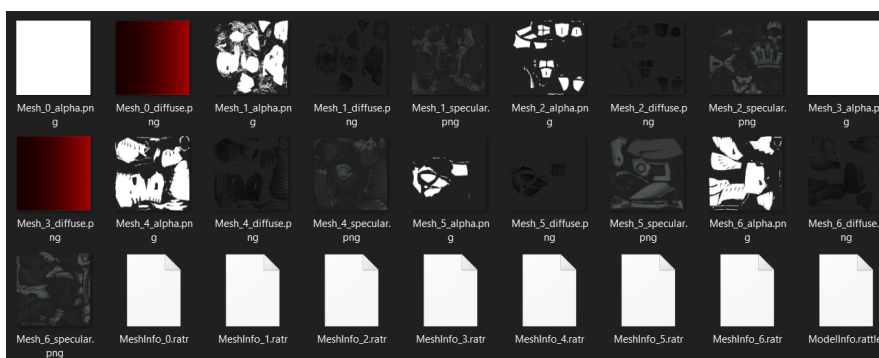 Mesh_0_alpha.pn
g
Mesh_0_diffuse.p
ng
Mesh_1_alpha.pn
g
Mesh_1_diffuse.p
ng
Mesh_1_specular.
png
Mesh_2_alpha.pn
g
Mesh_2_diffuse.p
ng
Mesh_2_specular.
png
Mesh_3_alpha.p
g
Mesh_3_diffuse.p
ng
Mesh_4_alpha.pn
g
Mesh_4_diffuse.p
ng
Mesh_4_specular.
png
Mesh_5_alpha.pn
g
Mesh_5_diffuse.p
ng
Mesh_5_specular.
png
Mesh_6_alpha.pn
g
Mesh_6_diffuse.
ng
Mesh_6_specular.
png
MeshInfo_0.ratr
MeshInfo_1.ratr
MeshInfo_2.ratr
MeshInfo_3.ratr
MeshInfo_4.ratr
MeshInfo_5.ratr
MeshInfo_6.ratr
ModelInfo.rattle